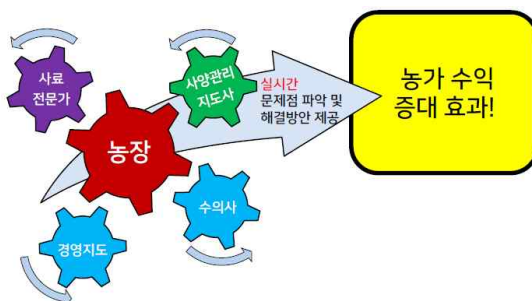 사료
전문가
사양관리
지도사
실시간
문제점 파악 및
해결방안 제공
농가 수익
증대 효과!
농장
수의사
경영지도